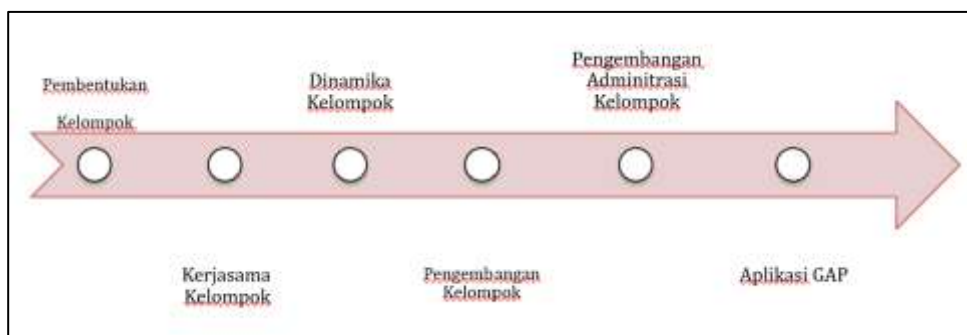 Pembentukan
Kelompok
Kerjasama
Kelompok
Dinamika
Kelompok
Pengembangan
Kelompok
Pengembangan
Adminitrasi
Kelompok
Aplikasi GAP